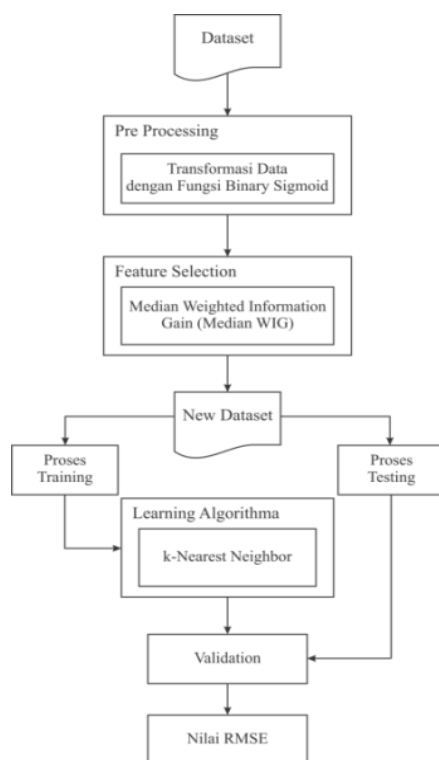 Dataset
Pre Processing
Transformasi Data
dengan Fungsi Binary Sigmoid
Feature Selection
Median Weighted Information
Gain (Median WIG)
New Dataset
Proses
Training
Proses
Testing
Learning Algorithma
k-Nearest Neighbor
Validation
Nilai RMSE